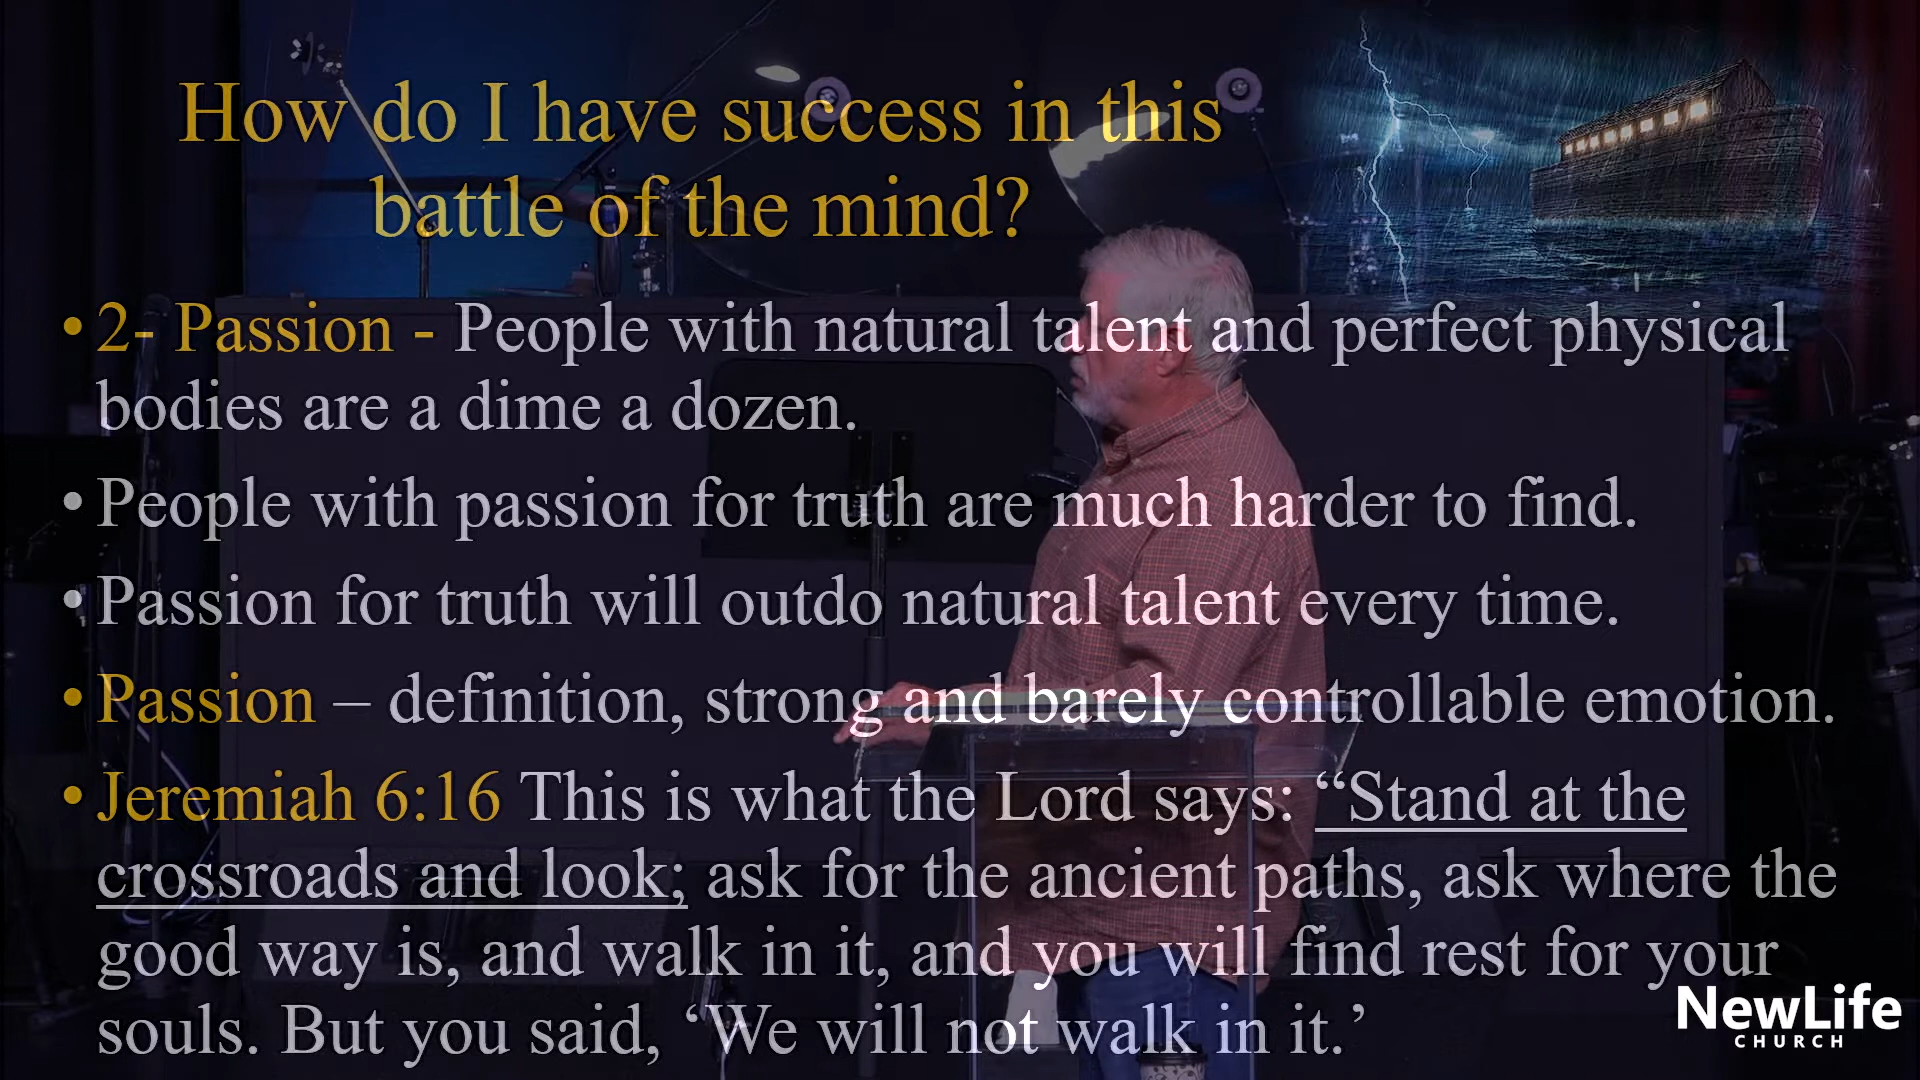 How do I have success in this
battle of the mind?
• 2- Passion - People with natural talent and perfect physical
bodies are a dime a dozen.
• People with passion for truth are much harder to find.
• Passion for truth will outdo natural talent every time.
• Passion – definition, strong and barely controllable emotion.
• Jeremiah 6:16 This is what the Lord says: “Stand at the
crossroads and look; ask for the ancient paths, ask where the
good way is, and walk in it, and you will find rest for your
souls. But you said, ‘We will not walk in it.’
NewLife
CHURCH